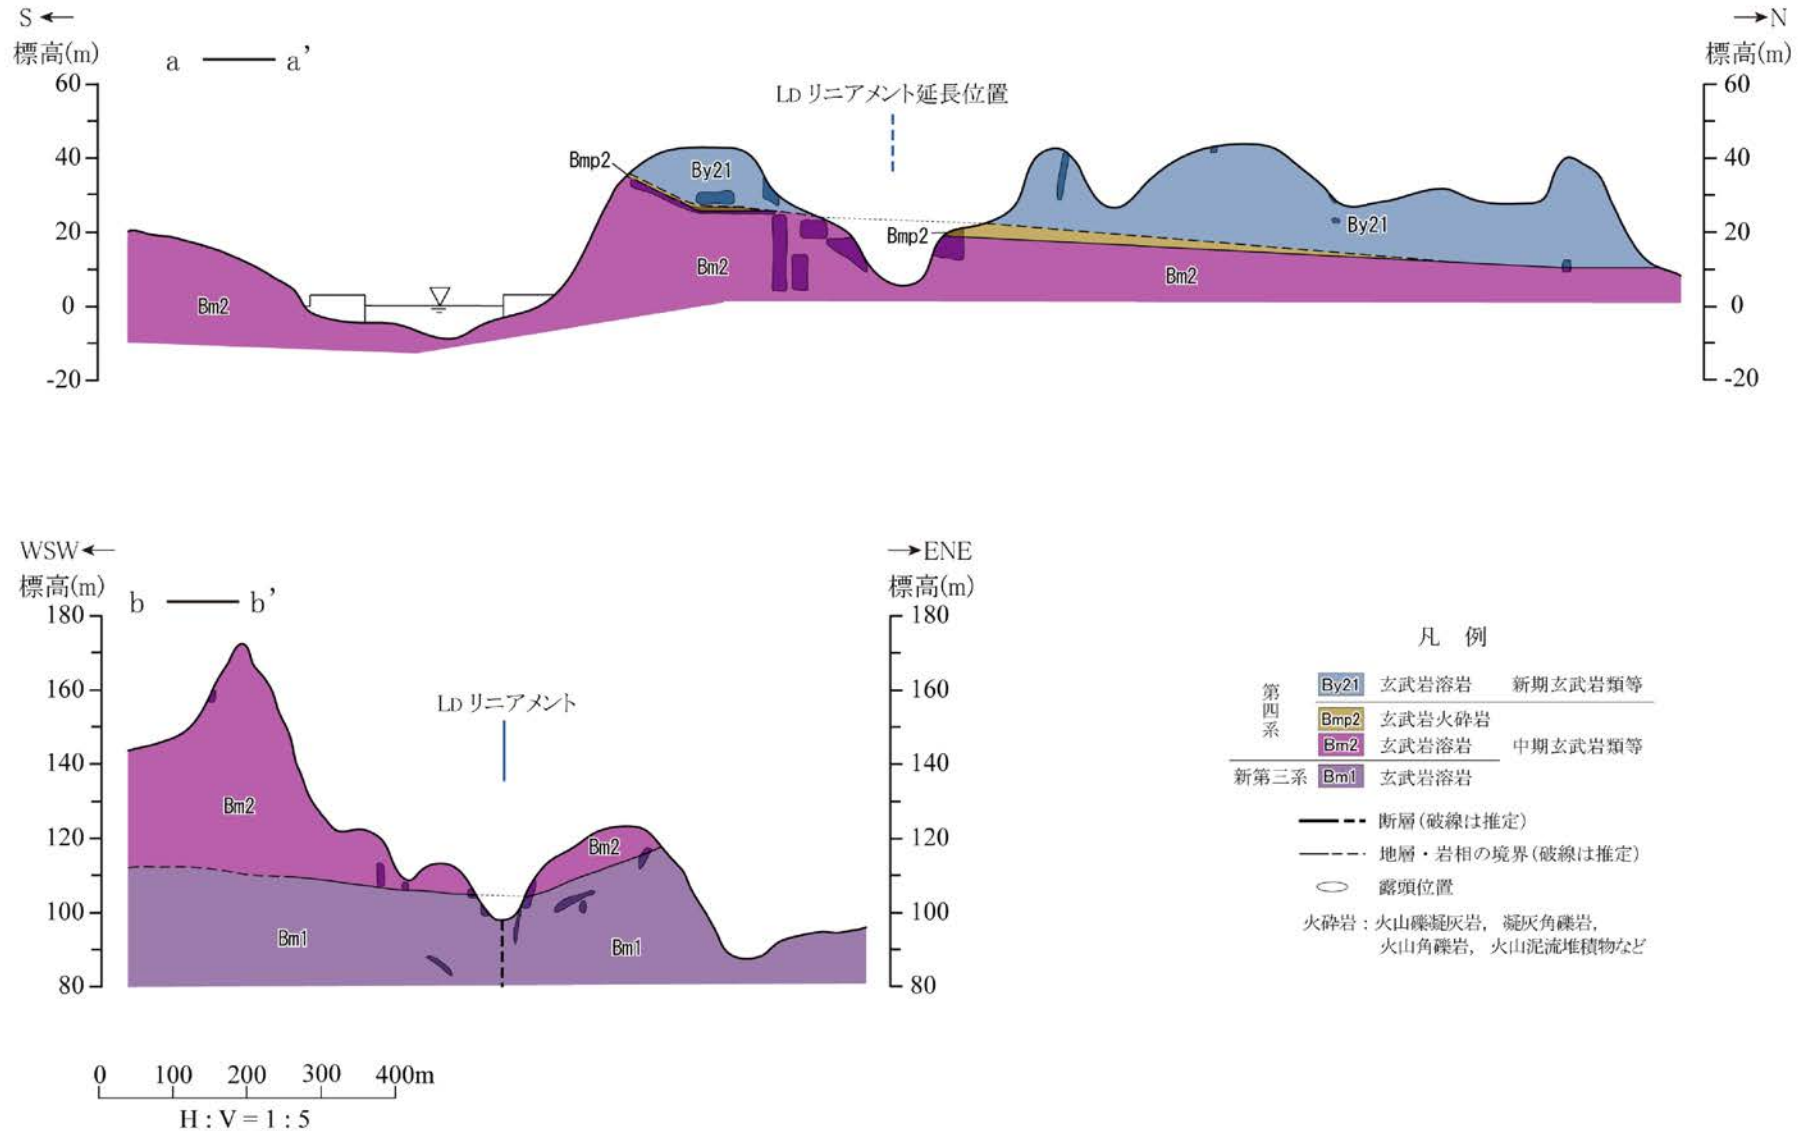 S ←
→ N
標高(m)
標高(m)
a
a’
LD リニアメント延長位置
60
60
40
40
20
20
0
0
-20
-20
Bmp2
By21
Bm2
Bm2
Bmp2
By21
Bm2
WSW ←
→ ENE
標高(m)
標高(m)
b
b’
LD リニアメント
180
180
160
160
140
140
120
120
100
100
80
80
Bm2
Bm2
Bm1
Bm1
凡 例
第四系
By21 玄武岩溶岩 新期玄武岩類等
Bmp2 玄武岩火砕岩
Bm2 玄武岩溶岩 中期玄武岩類等
新第三系 Bm1 玄武岩溶岩
断層(破線は推定)
地層・岩相の境界(破線は推定)
露頭位置
火砕岩:火山礫凝灰岩, 凝灰角礫岩,
火山角礫岩, 火山泥流堆積物など
0 100 200 300 400m
H : V = 1 : 5